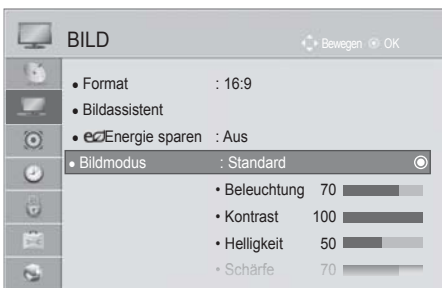 BILD
Bewegen OK
• Format : 16:9
• Bildassistent
• eco Energie sparen : Aus
• Bildmodus : Standard
• Beleuchtung 70
• Kontrast 100
• Helligkeit 50
• Schärfe 70